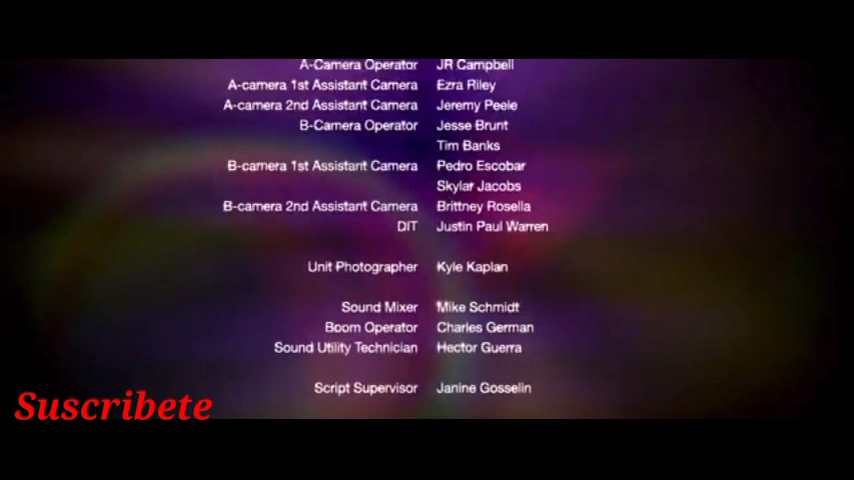 A-Camera Operator JR Campbell
A-camera 1st Assistant Camera Ezra Riley
A-camera 2nd Assistant Camera Jeremy Peele
B-Camera Operator Jesse Brunt
Tim Banks
B-camera 1st Assistant Camera Pedro Escobar
Skylar Jacobs
B-camera 2nd Assistant Camera Brittney Rosella
DIT Justin Paul Warren
Unit Photographer Kyle Kaplan
Sound Mixer Mike Schmidt
Boom Operator Charles German
Sound Utility Technician Hector Guerra
Script Supervisor Janine Gosselin
Suscribete